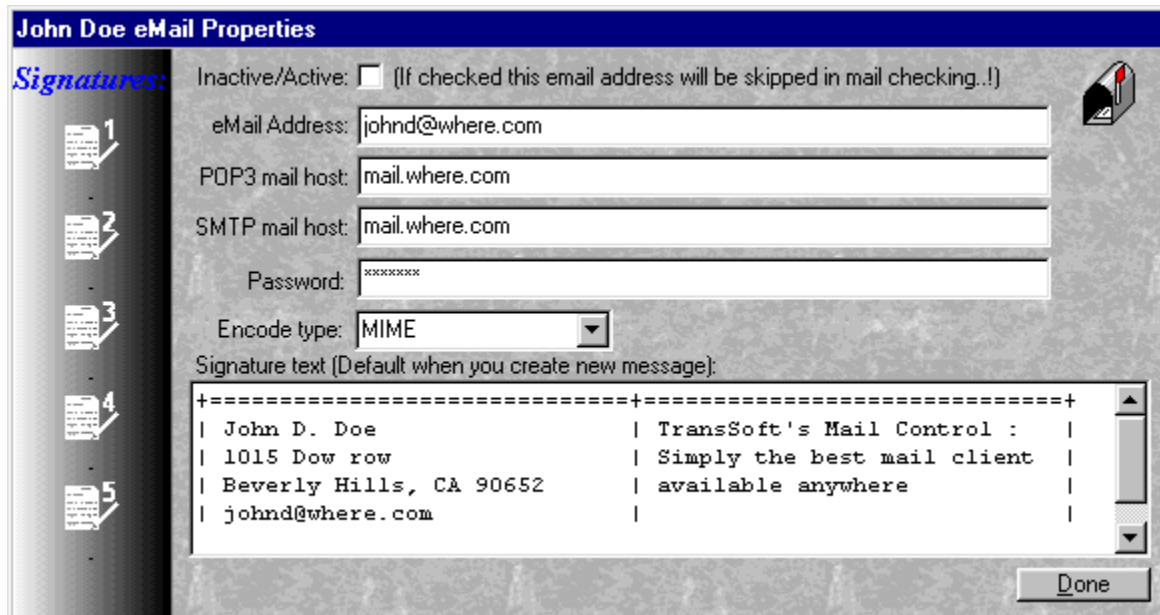 John Doe eMail Properties
Signatures:
Inactive/Active: (If checked this email address will be skipped in mail checking..!)
eMail Address: johnd@where.com
POP3 mail host: mail.where.com
SMTP mail host: mail.where.com
Password: xxxxxxx
Encode type: MIME
Signature text (Default when you create new message):
+==============================+==============================+
| John D. Doe | TransSoft's Mail Control : |
| 1015 Dow row | Simply the best mail client |
| Beverly Hills, CA 90652 | available anywhere |
| johnd@where.com | |
1
2
3
4
5
Done